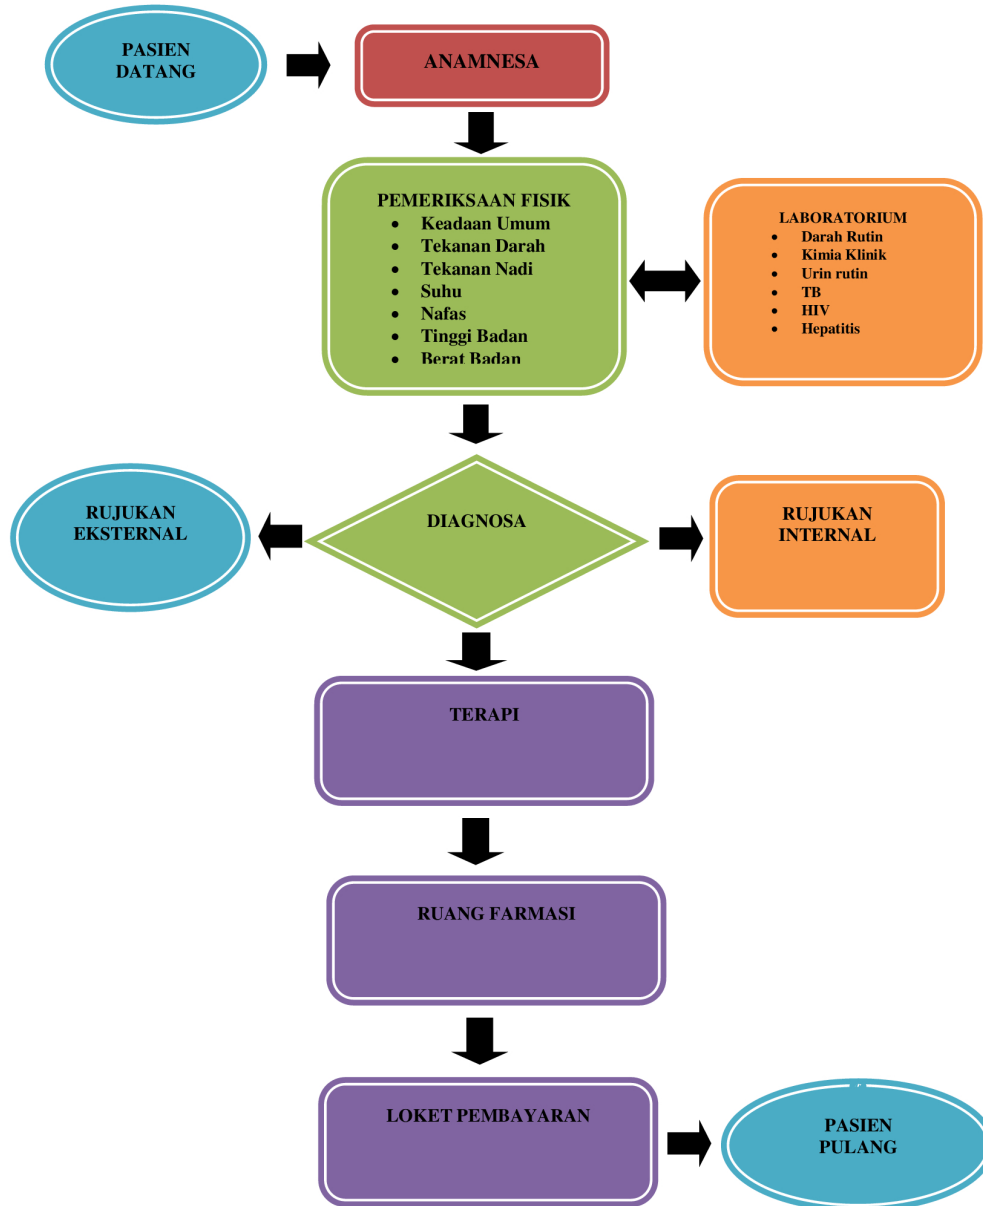 PASIEN
DATANG
ANAMNESA
PEMERIKSAAN FISIK
• Keadaan Umum
• Tekanan Darah
• Tekanan Nadi
• Suhu
• Nafas
• Tinggi Badan
• Berat Badan
LABORATORIUM
• Darah Rutin
• Kimia Klinik
• Urin rutin
• TB
• HIV
• Hepatitis
RUJUKAN
EKSTERNAL
DIAGNOSA
RUJUKAN
INTERNAL
TERAPI
RUANG FARMASI
LOKET PEMBAYARAN
PASIEN
PULANG